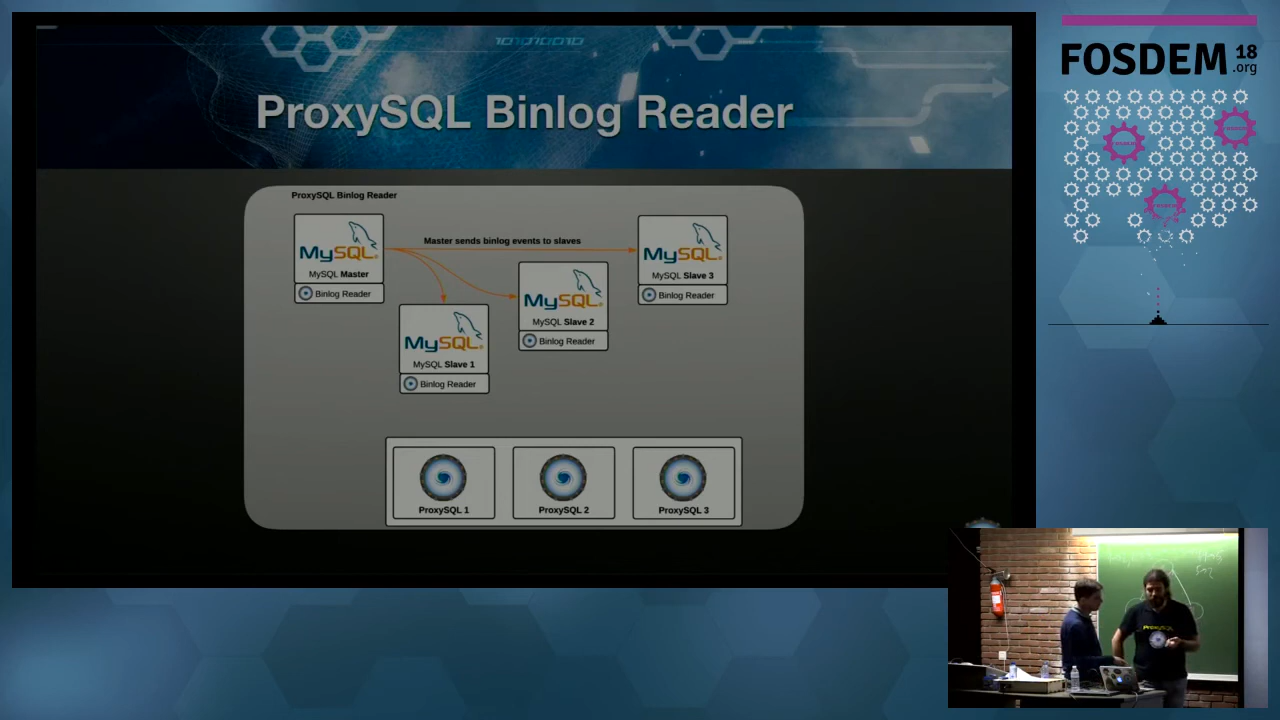 1010010010
ProxySQL Binlog Reader
ProxySQL Binlog Reader
MySQL
MySQL Master
Binlog Reader
Master sends binlog events to slaves
MySQL
MySQL Slave 3
Binlog Reader
MySQL
MySQL Slave 2
Binlog Reader
MySQL
MySQL Slave 1
Binlog Reader
ProxySQL 1
ProxySQL 2
ProxySQL 3
FOSDEM 18
.org
ProxySQL